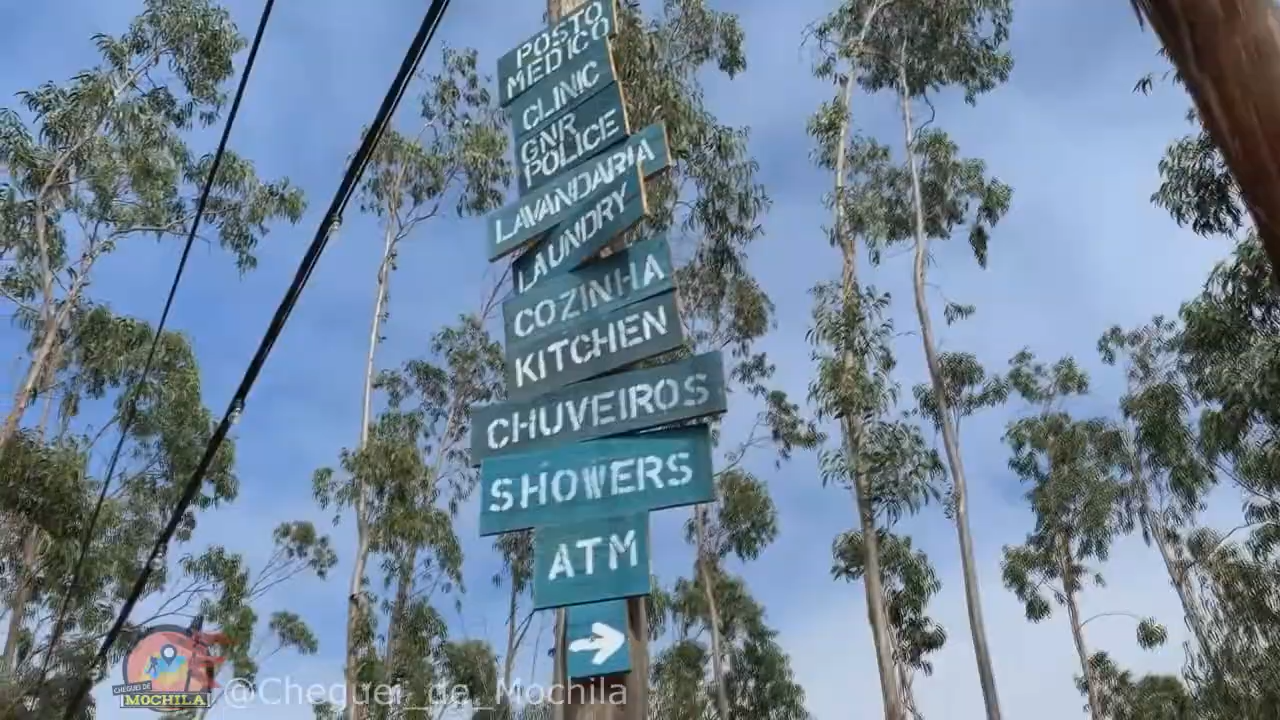 POSTO
MEDICO
CLINIC
GNR
POLICE
LAVANDARIA
LAUNDRY
COZINHA
KITCHEN
CHUVEIROS
SHOWERS
ATM
CHEGUEI DE
MOCHILA
@Cheguei_de_Mochila